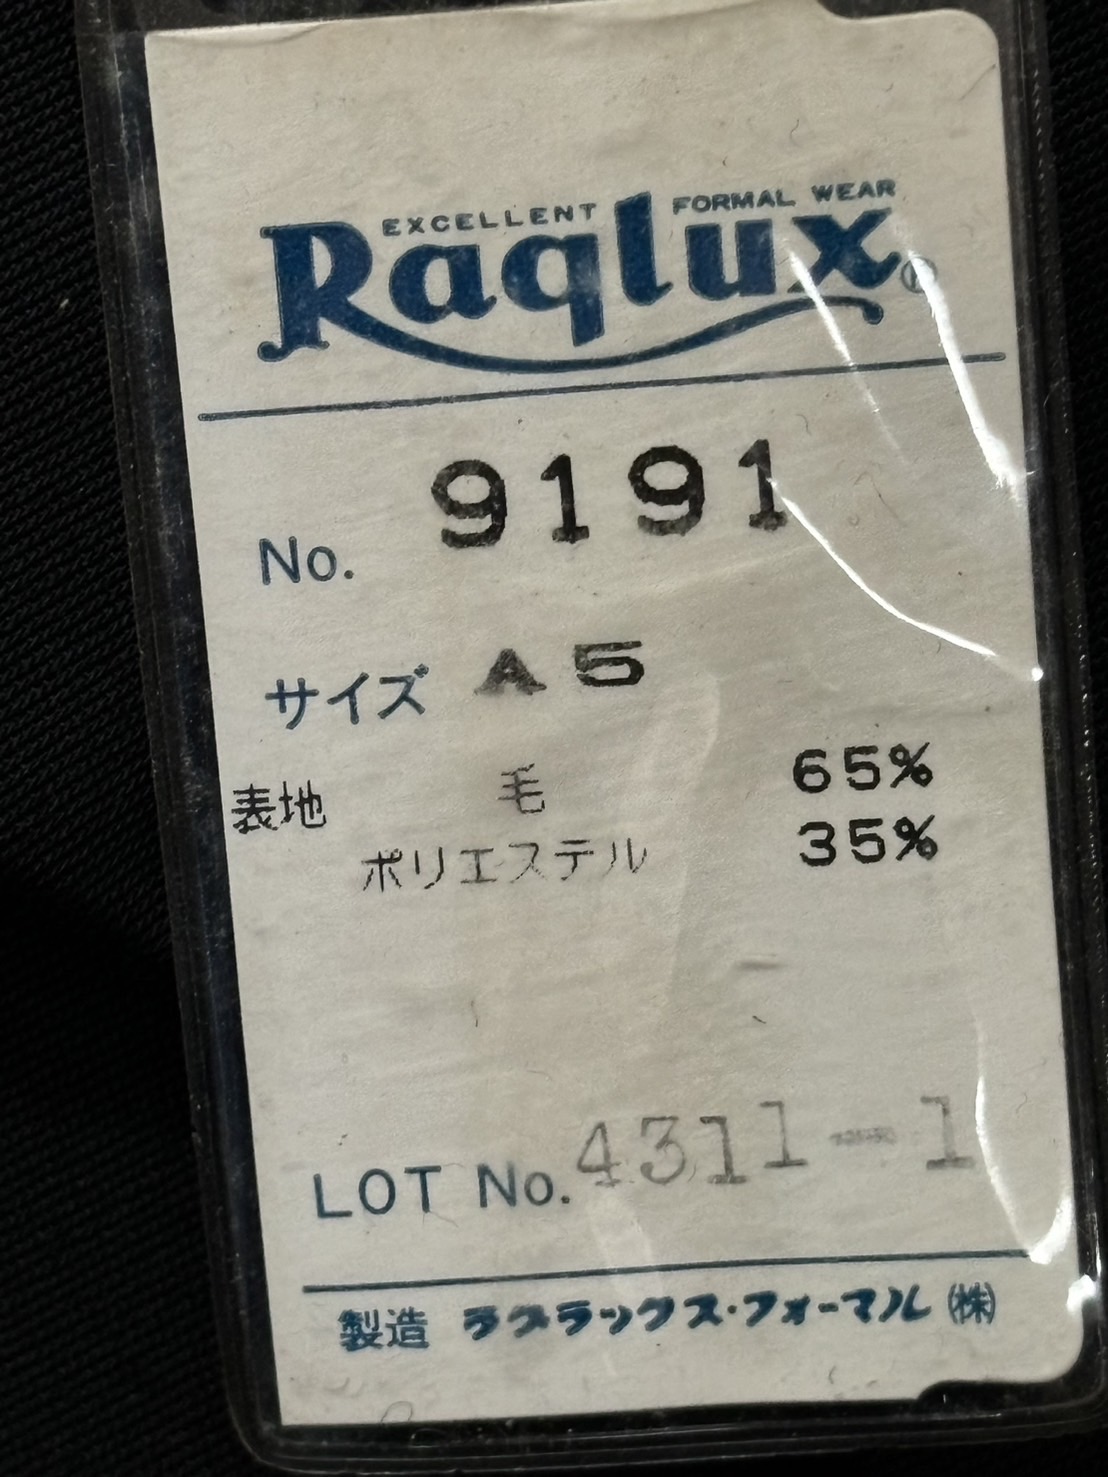 EXCELLENT FORMAL WEAR
Raqlux®
No. 9191
サイズ A5
表地 毛 65%
ポリエステル 35%
LOT No. 4311-1
製造 ラクラックス・フォーマル(株)